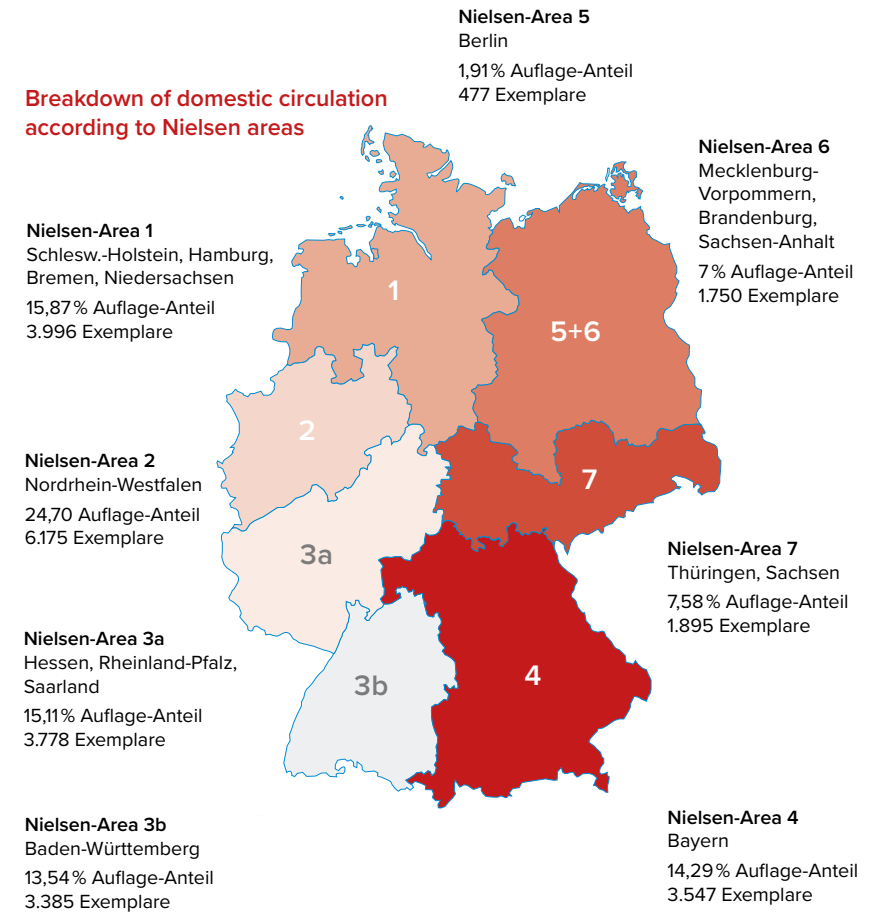 Breakdown of domestic circulation
according to Nielsen areas
Nielsen-Area 5
Berlin
1,91% Auflage-Anteil
477 Exemplare
Nielsen-Area 6
Mecklenburg-
Vorpommern,
Brandenburg,
Sachsen-Anhalt
7% Auflage-Anteil
1.750 Exemplare
Nielsen-Area 1
Schlesw.-Holstein, Hamburg,
Bremen, Niedersachsen
15,87% Auflage-Anteil
3.996 Exemplare
1
5+6
2
Nielsen-Area 2
Nordrhein-Westfalen
24,70 Auflage-Anteil
6.175 Exemplare
7
3a
Nielsen-Area 7
Thüringen, Sachsen
7,58% Auflage-Anteil
1.895 Exemplare
Nielsen-Area 3a
Hessen, Rheinland-Pfalz,
Saarland
15,11% Auflage-Anteil
3.778 Exemplare
3b
4
Nielsen-Area 3b
Baden-Württemberg
13,54% Auflage-Anteil
3.385 Exemplare
Nielsen-Area 4
Bayern
14,29% Auflage-Anteil
3.547 Exemplare